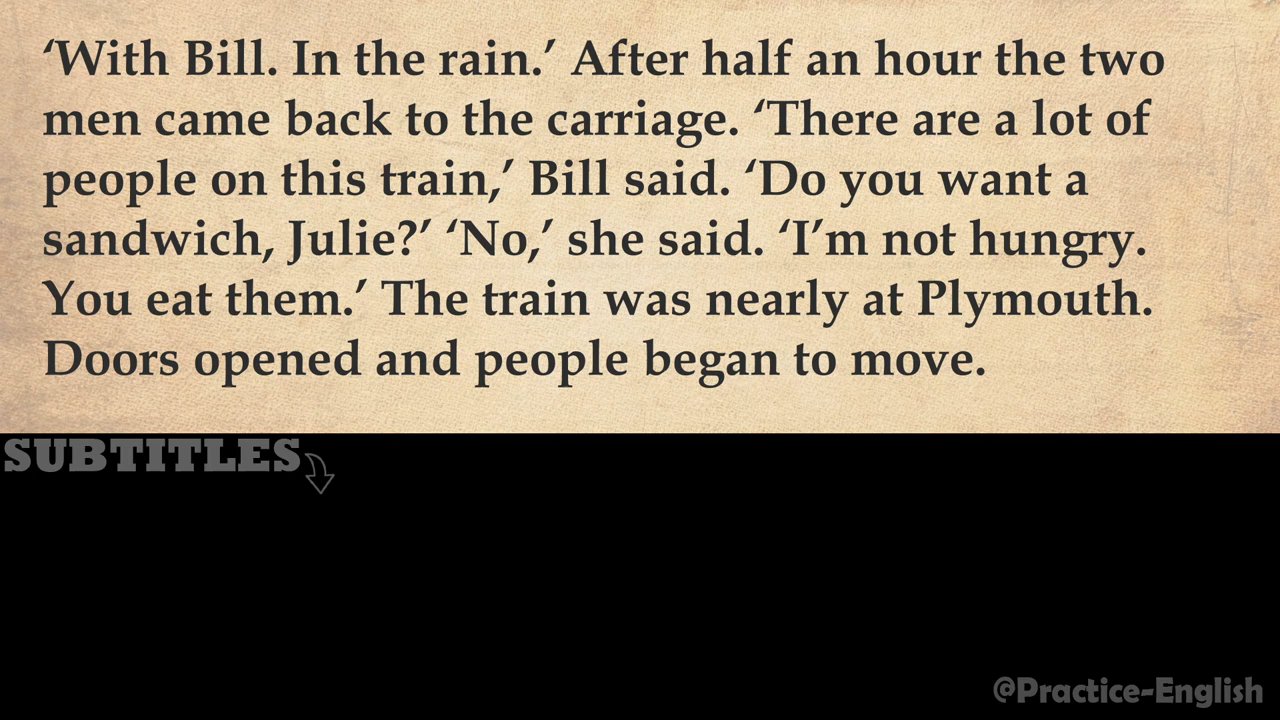 ‘With Bill. In the rain.’ After half an hour the two
men came back to the carriage. ‘There are a lot of
people on this train,’ Bill said. ‘Do you want a
sandwich, Julie?’ ‘No,’ she said. ‘I’m not hungry.
You eat them.’ The train was nearly at Plymouth.
Doors opened and people began to move.
SUBTITLES
@Practice-English